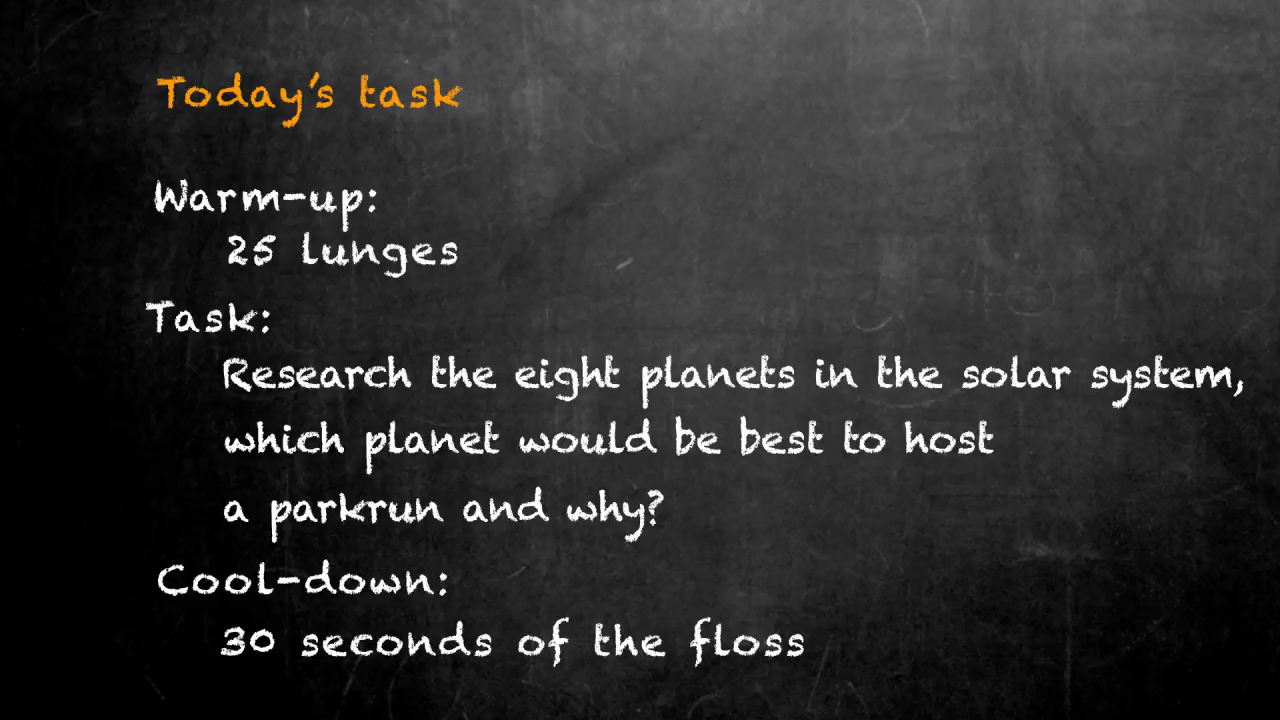 Today's task
Warm-up:
25 lunges
Task:
Research the eight planets in the solar system,
which planet would be best to host
a parkrun and why?
Cool-down:
30 seconds of the floss